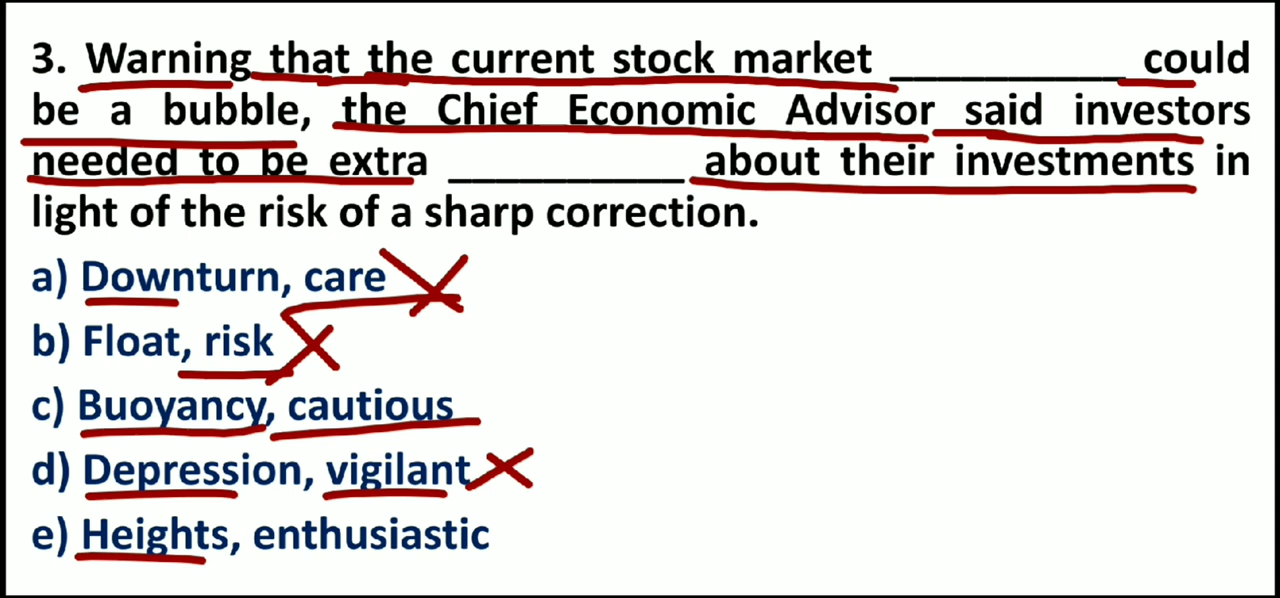 3. Warning that the current stock market ___________ could
be a bubble, the Chief Economic Advisor said investors
needed to be extra ___________ about their investments in
light of the risk of a sharp correction.
a) Downturn, care
b) Float, risk
c) Buoyancy, cautious
d) Depression, vigilant
e) Heights, enthusiastic